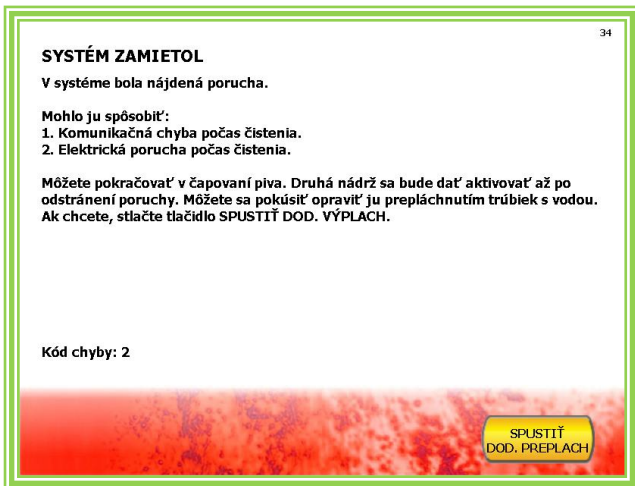 34
SYSTÉM ZAMIETOL
V systéme bola nájdená porucha.
Mohlo ju spôsobiť:
1. Komunikačná chyba počas čistenia.
2. Elektrická porucha počas čistenia.
Môžete pokračovať v čapovaní piva. Druhá nádrž sa bude dať aktivovať až po
odstránení poruchy. Môžete sa pokúsiť opraviť ju prepláchnutím trúbiek s vodou.
Ak chcete, stlačte tlačidlo SPUSTIŤ DOD. VÝPLACH.
Kód chyby: 2
SPUSTIŤ
DOD. PREPLACH